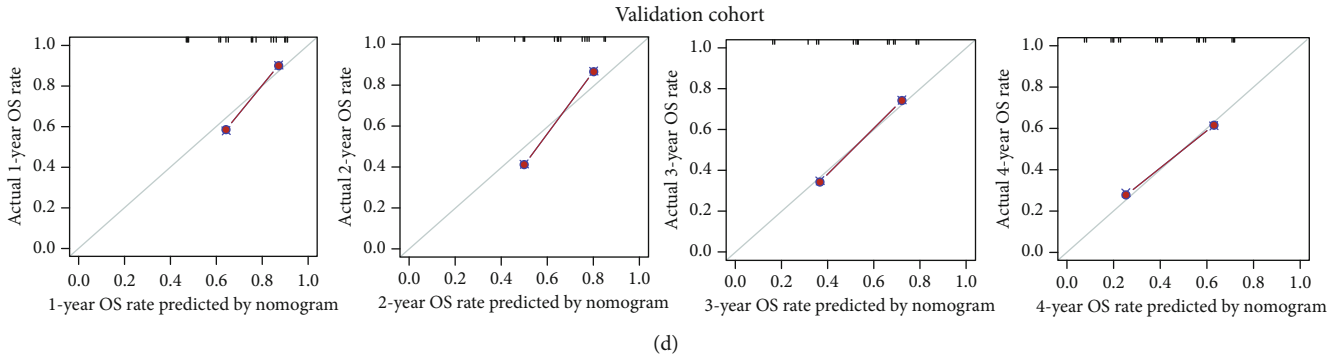 Validation cohort
Actual 1-year OS rate
1.0
0.8
0.6
0.4
0.2
0.0
0.0 0.2 0.4 0.6 0.8 1.0
1-year OS rate predicted by nomogram
Actual 2-year OS rate
1.0
0.8
0.6
0.4
0.2
0.0
0.0 0.2 0.4 0.6 0.8 1.0
2-year OS rate predicted by nomogram
Actual 3-year OS rate
1.0
0.8
0.6
0.4
0.2
0.0
0.0 0.2 0.4 0.6 0.8 1.0
3-year OS rate predicted by nomogram
Actual 4-year OS rate
1.0
0.8
0.6
0.4
0.2
0.0
0.0 0.2 0.4 0.6 0.8 1.0
4-year OS rate predicted by nomogram
(d)